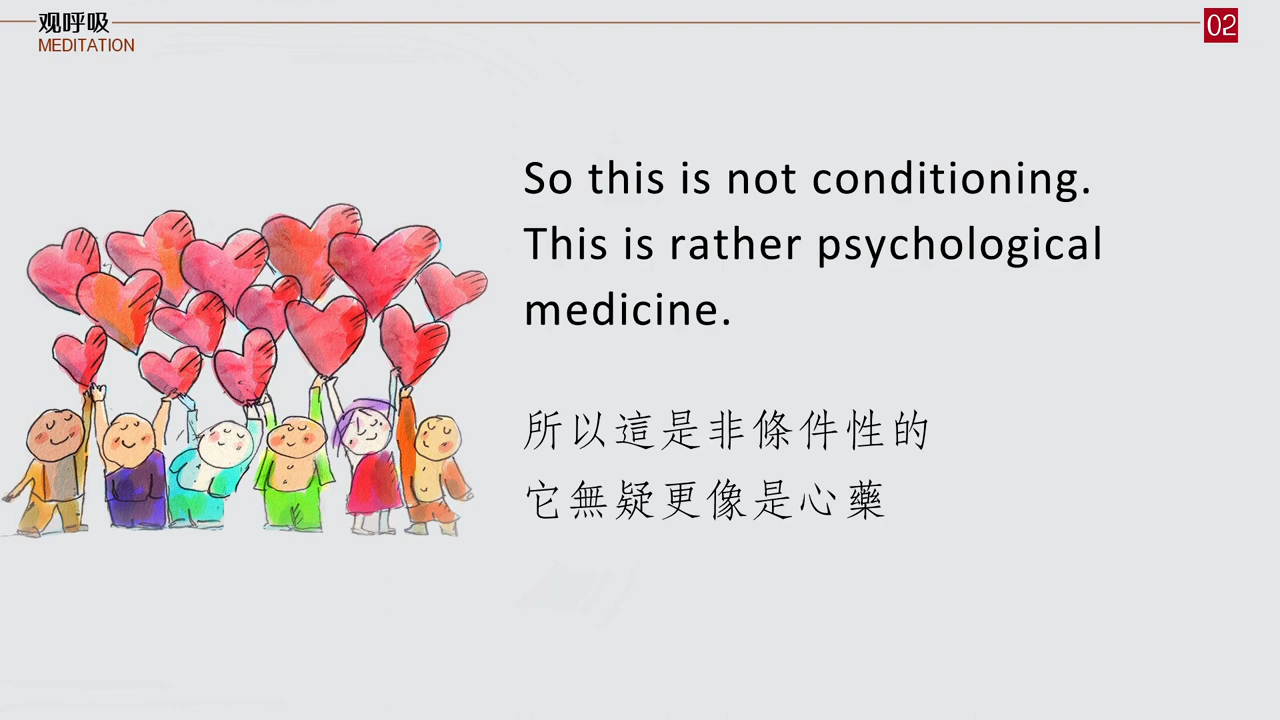 观呼吸
MEDITATION
02
So this is not conditioning.
This is rather psychological
medicine.
所以這是非條件性的
它無疑更像是心藥